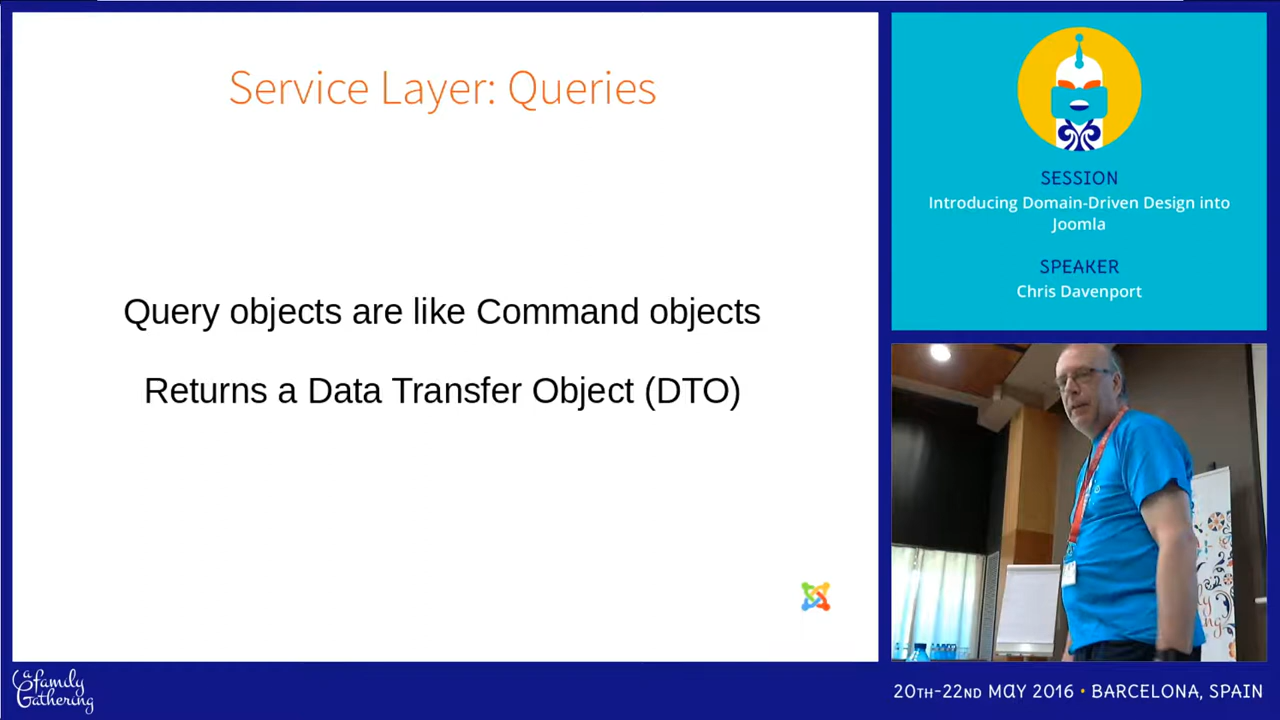 Service Layer: Queries
Query objects are like Command objects
Returns a Data Transfer Object (DTO)
SESSION
Introducing Domain-Driven Design into
Joomla
SPEAKER
Chris Davenport
a family
Gathering
20TH-22ND MAY 2016 • BARCELONA, SPAIN